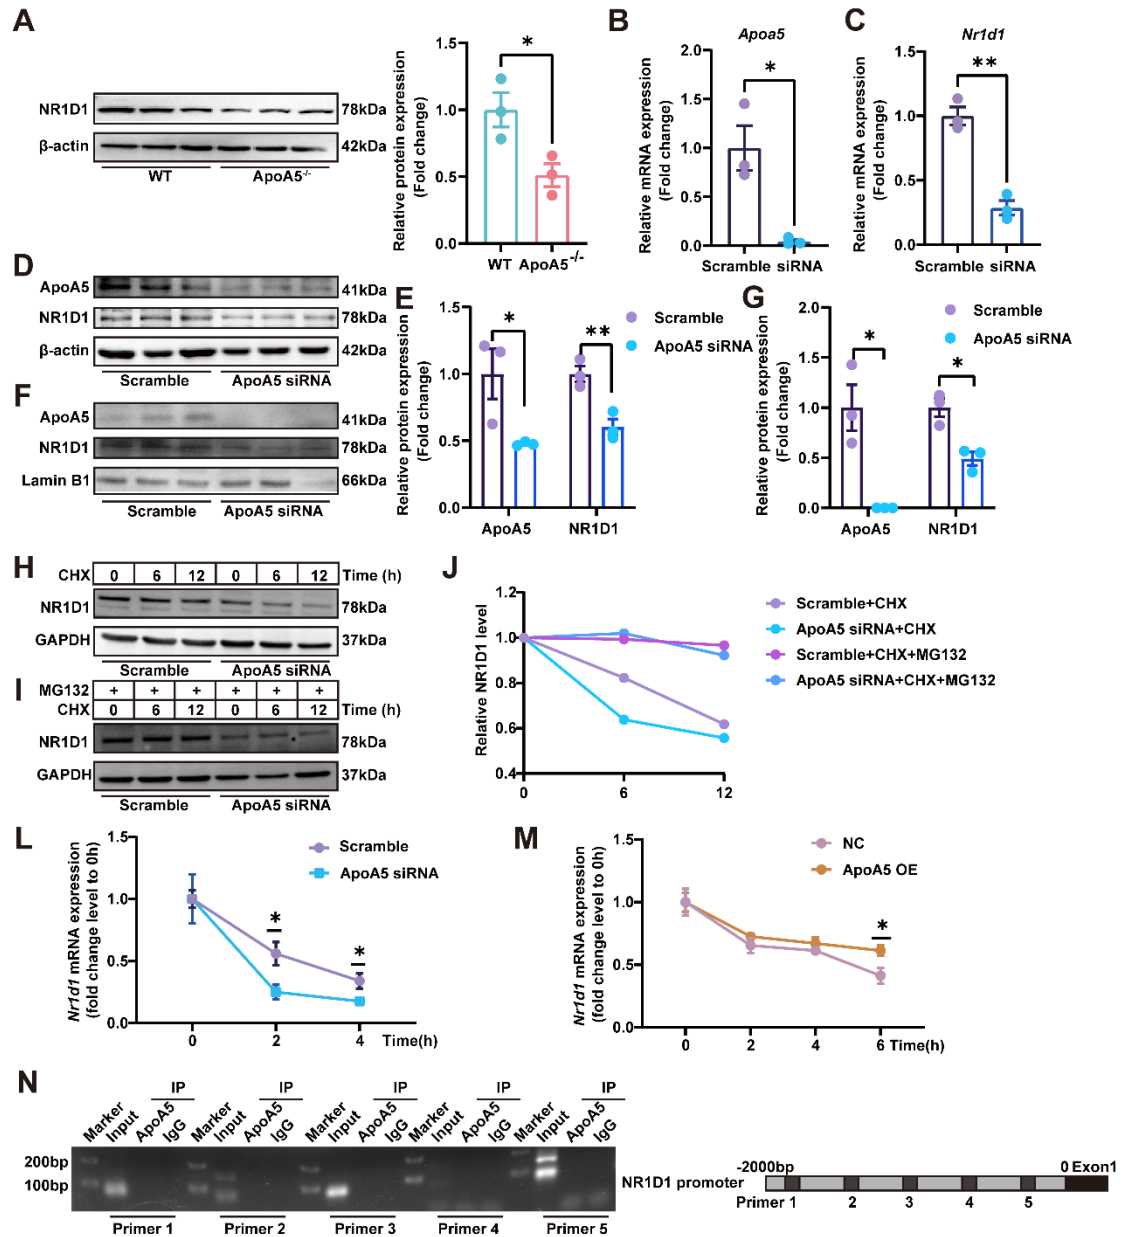 A
NR1D1
78kDa
β-actin
42kDa
WT
ApoA5-/-
Relative protein expression
(Fold change)
1.5
1.0
0.5
0.0
*
WT ApoA5-/-
B
Apoa5
Relative mRNA expression
(Fold change)
2.0
1.5
1.0
0.5
0.0
*
Scramble siRNA
C
Nr1d1
Relative mRNA expression
(Fold change)
1.5
1.0
0.5
0.0
**
Scramble siRNA
D
ApoA5
41kDa
NR1D1
78kDa
β-actin
42kDa
Scramble
ApoA5 siRNA
E
Relative protein expression
(Fold change)
1.5
1.0
0.5
0.0
*
**
Scramble
ApoA5 siRNA
ApoA5
NR1D1
F
ApoA5
41kDa
NR1D1
78kDa
Lamin B1
66kDa
Scramble
ApoA5 siRNA
G
Relative protein expression
(Fold change)
2.0
1.5
1.0
0.5
0.0
*
*
Scramble
ApoA5 siRNA
ApoA5
NR1D1
H
CHX 0 6 12 0 6 12 Time (h)
NR1D1
78kDa
GAPDH
37kDa
Scramble
ApoA5 siRNA
I
MG132 + + + + + +
CHX 0 6 12 0 6 12 Time (h)
NR1D1
78kDa
GAPDH
37kDa
Scramble
ApoA5 siRNA
J
Relative NR1D1 level
1.2
1.0
0.8
0.6
0.4
0 6 12
Scramble+CHX
ApoA5 siRNA+CHX
Scramble+CHX+MG132
ApoA5 siRNA+CHX+MG132
L
Nr1d1 mRNA expression
(fold change level to 0h)
1.5
1.0
0.5
0.0
*
*
Scramble
ApoA5 siRNA
0 2 4 Time(h)
M
Nr1d1 mRNA expression
(fold change level to 0h)
1.5
1.0
0.5
0.0
*
NC
ApoA5 OE
0 2 4 6 Time(h)
N
IP IP IP IP IP
Marker Input ApoA5 IgG Marker Input ApoA5 IgG Marker Input ApoA5 IgG Marker Input ApoA5 IgG Marker Input ApoA5 IgG
200bp
100bp
Primer 1 Primer 2 Primer 3 Primer 4 Primer 5
-2000bp 0 Exon1
NR1D1 promoter
Primer 1 2 3 4 5